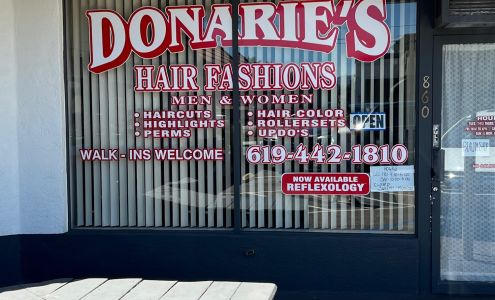 DONARIE'S
HAIR FASHIONS
MEN & WOMEN
HAIRCUTS
HIGHLIGHTS
PERMS
HAIR-COLOR
ROLLERSETS
UPDO'S
OPEN
WALK - INS WELCOME
619-442-1810
NOW AVAILABLE
REFLEXOLOGY
860